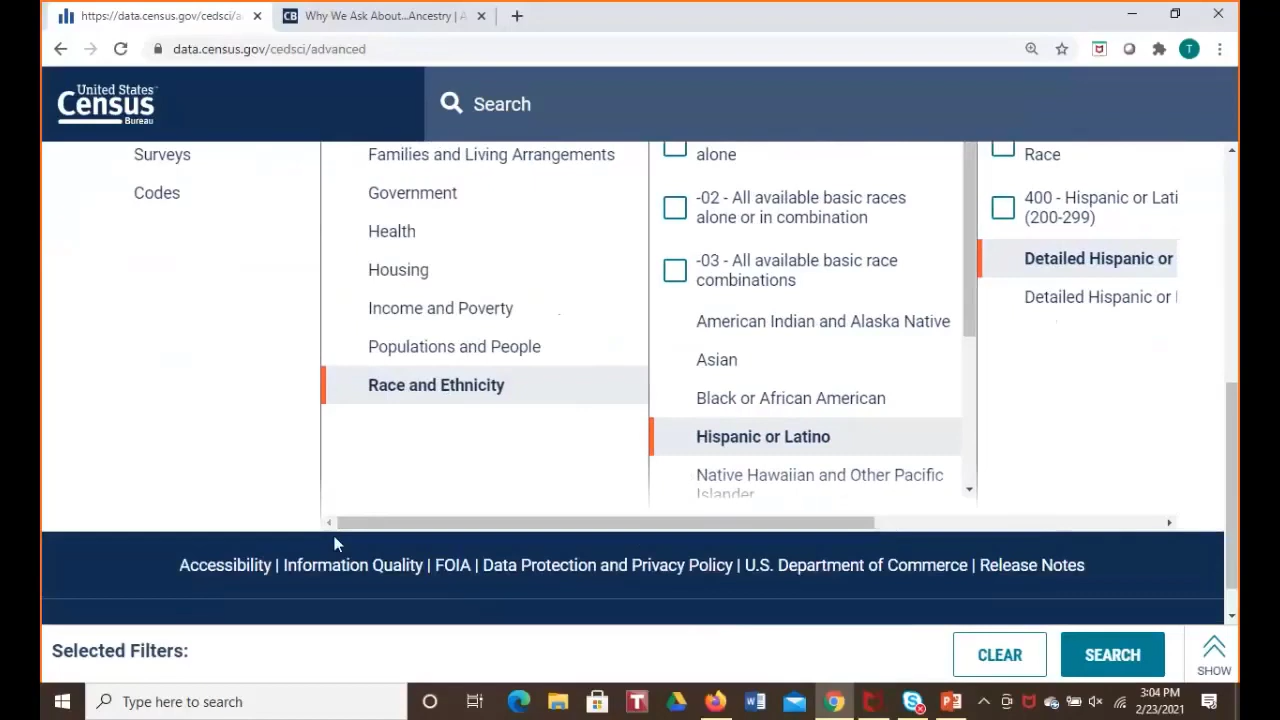 https://data.census.gov/cedsci/a
Why We Ask About...Ancestry | A
data.census.gov/cedsci/advanced
T
United States
Census
Bureau
Search
Surveys
Codes
Families and Living Arrangements
Government
Health
Housing
Income and Poverty
Populations and People
Race and Ethnicity
alone
-02 - All available basic races
alone or in combination
-03 - All available basic race
combinations
American Indian and Alaska Native
Asian
Black or African American
Hispanic or Latino
Native Hawaiian and Other Pacific
Islander
Race
400 - Hispanic or Lati
(200-299)
Detailed Hispanic or
Detailed Hispanic or
Accessibility | Information Quality | FOIA | Data Protection and Privacy Policy | U.S. Department of Commerce | Release Notes
Selected Filters:
CLEAR
SEARCH
SHOW
Type here to search
3:04 PM
2/23/2021